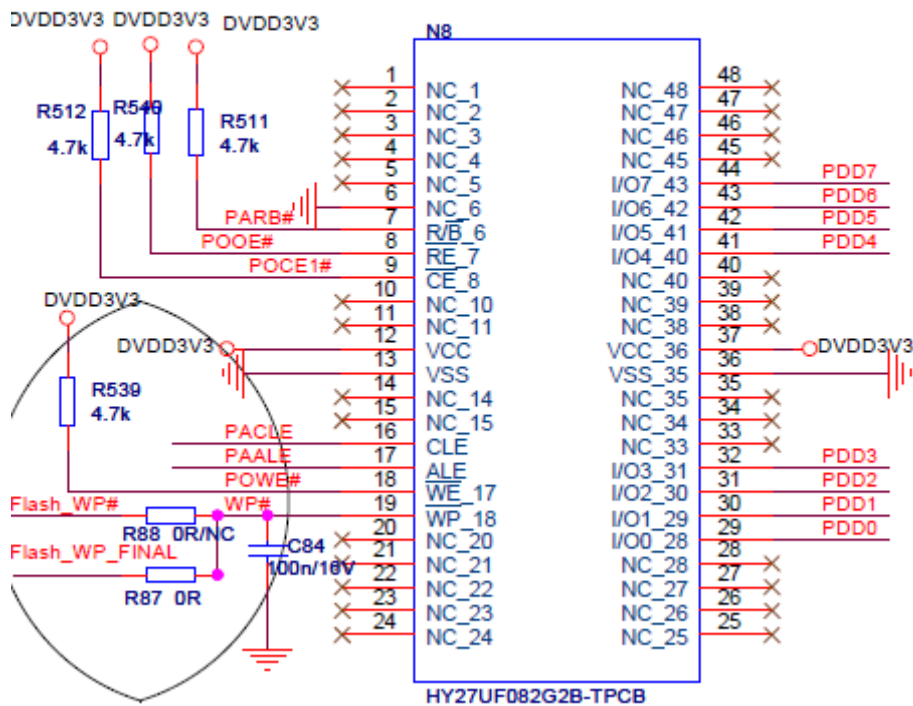 DVDD3V3 DVDD3V3 DVDD3V3
N8
1 NC_1 NC_48 48
2 NC_2 NC_47 47
R512 R540 R511
4.7k 4.7k 4.7k
3 NC_3 NC_46 46
4 NC_4 NC_45 45
5 NC_5 I/O7_43 44 PDD7
6 NC_6 I/O6_42 43 PDD6
PARB# 7 R/B_6 I/O5_41 42 PDD5
POOE# 8 RE_7 I/O4_40 41 PDD4
POCE1# 9 CE_8 NC_40 40
10 NC_10 NC_39 39
11 NC_11 NC_38 38
DVDD3V3
DVDD3V3 12 VCC VCC_36 37 DVDD3V3
13 VSS VSS_35 36
R539
4.7k
14 NC_14 NC_35 35
15 NC_15 NC_34 34
PACLE 16 CLE NC_33 33
PAALE 17 ALE I/O3_31 32 PDD3
POWE# 18 WE_17 I/O2_30 31 PDD2
Flash_WP# WP# 19 WP_18 I/O1_29 30 PDD1
R88 0R/NC
20 NC_20 I/O0_28 29 PDD0
Flash_WP_FINAL
C84
100n/16V
21 NC_21 NC_28 28
22 NC_22 NC_27 27
R87 0R
23 NC_23 NC_26 26
24 NC_24 NC_25 25
HY27UF082G2B-TPCB